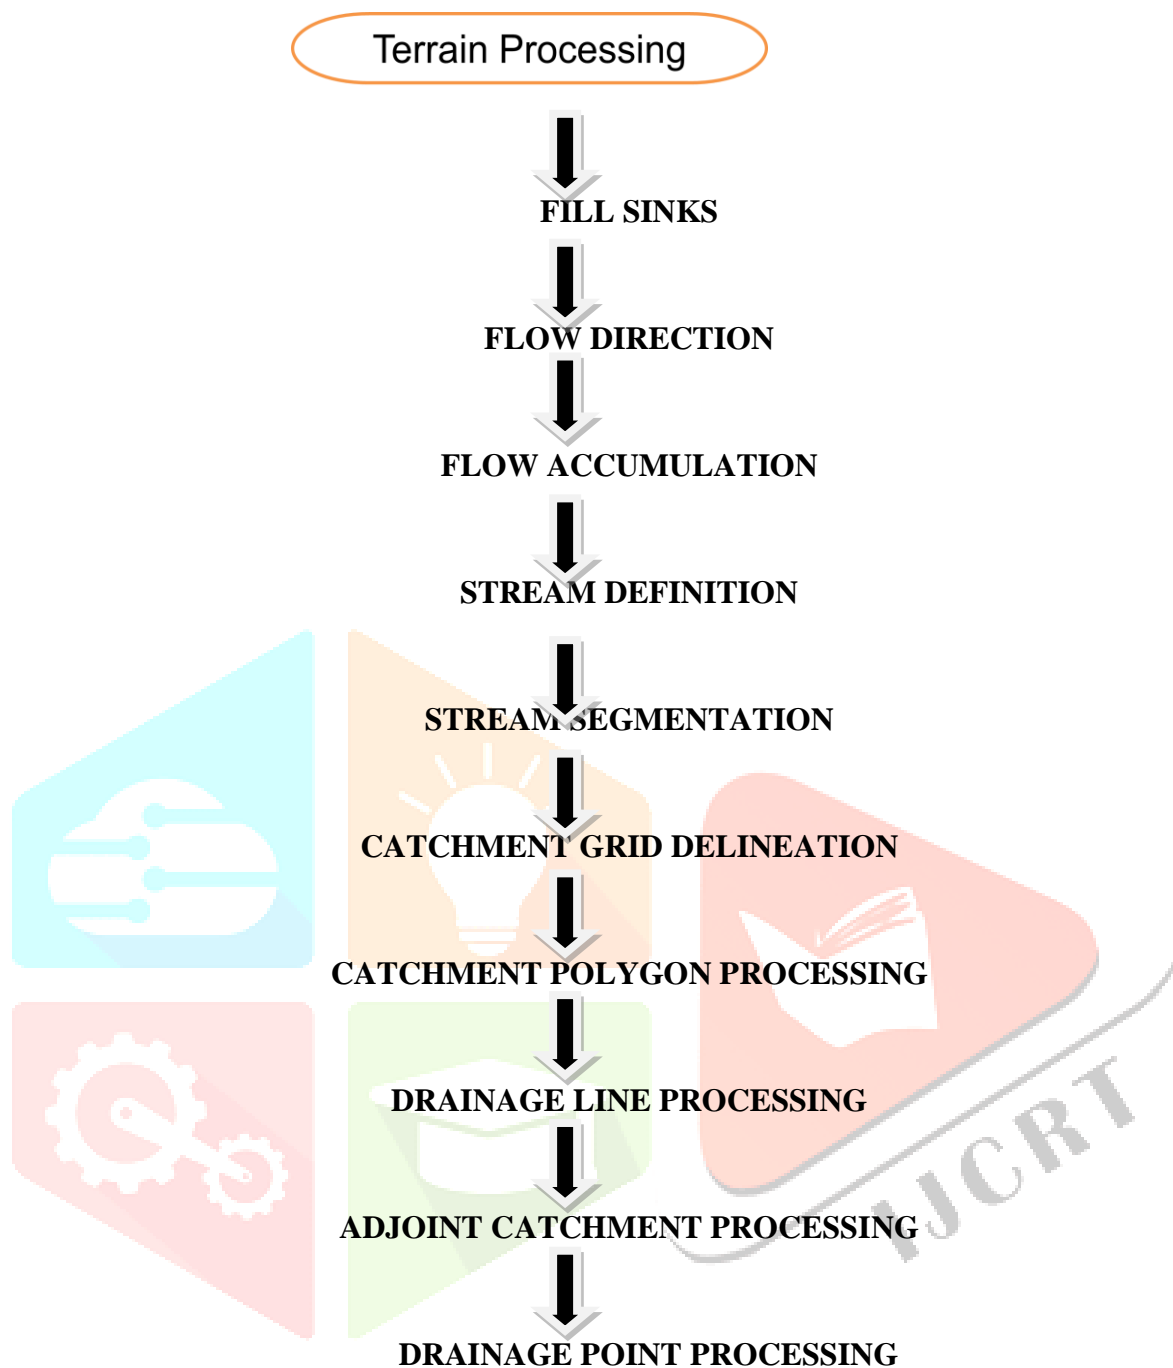 Terrain Processing
FILL SINKS
FLOW DIRECTION
FLOW ACCUMULATION
STREAM DEFINITION
STREAM SEGMENTATION
CATCHMENT GRID DELINEATION
CATCHMENT POLYGON PROCESSING
DRAINAGE LINE PROCESSING
ADJOINT CATCHMENT PROCESSING
IJCRT
DRAINAGE POINT PROCESSING